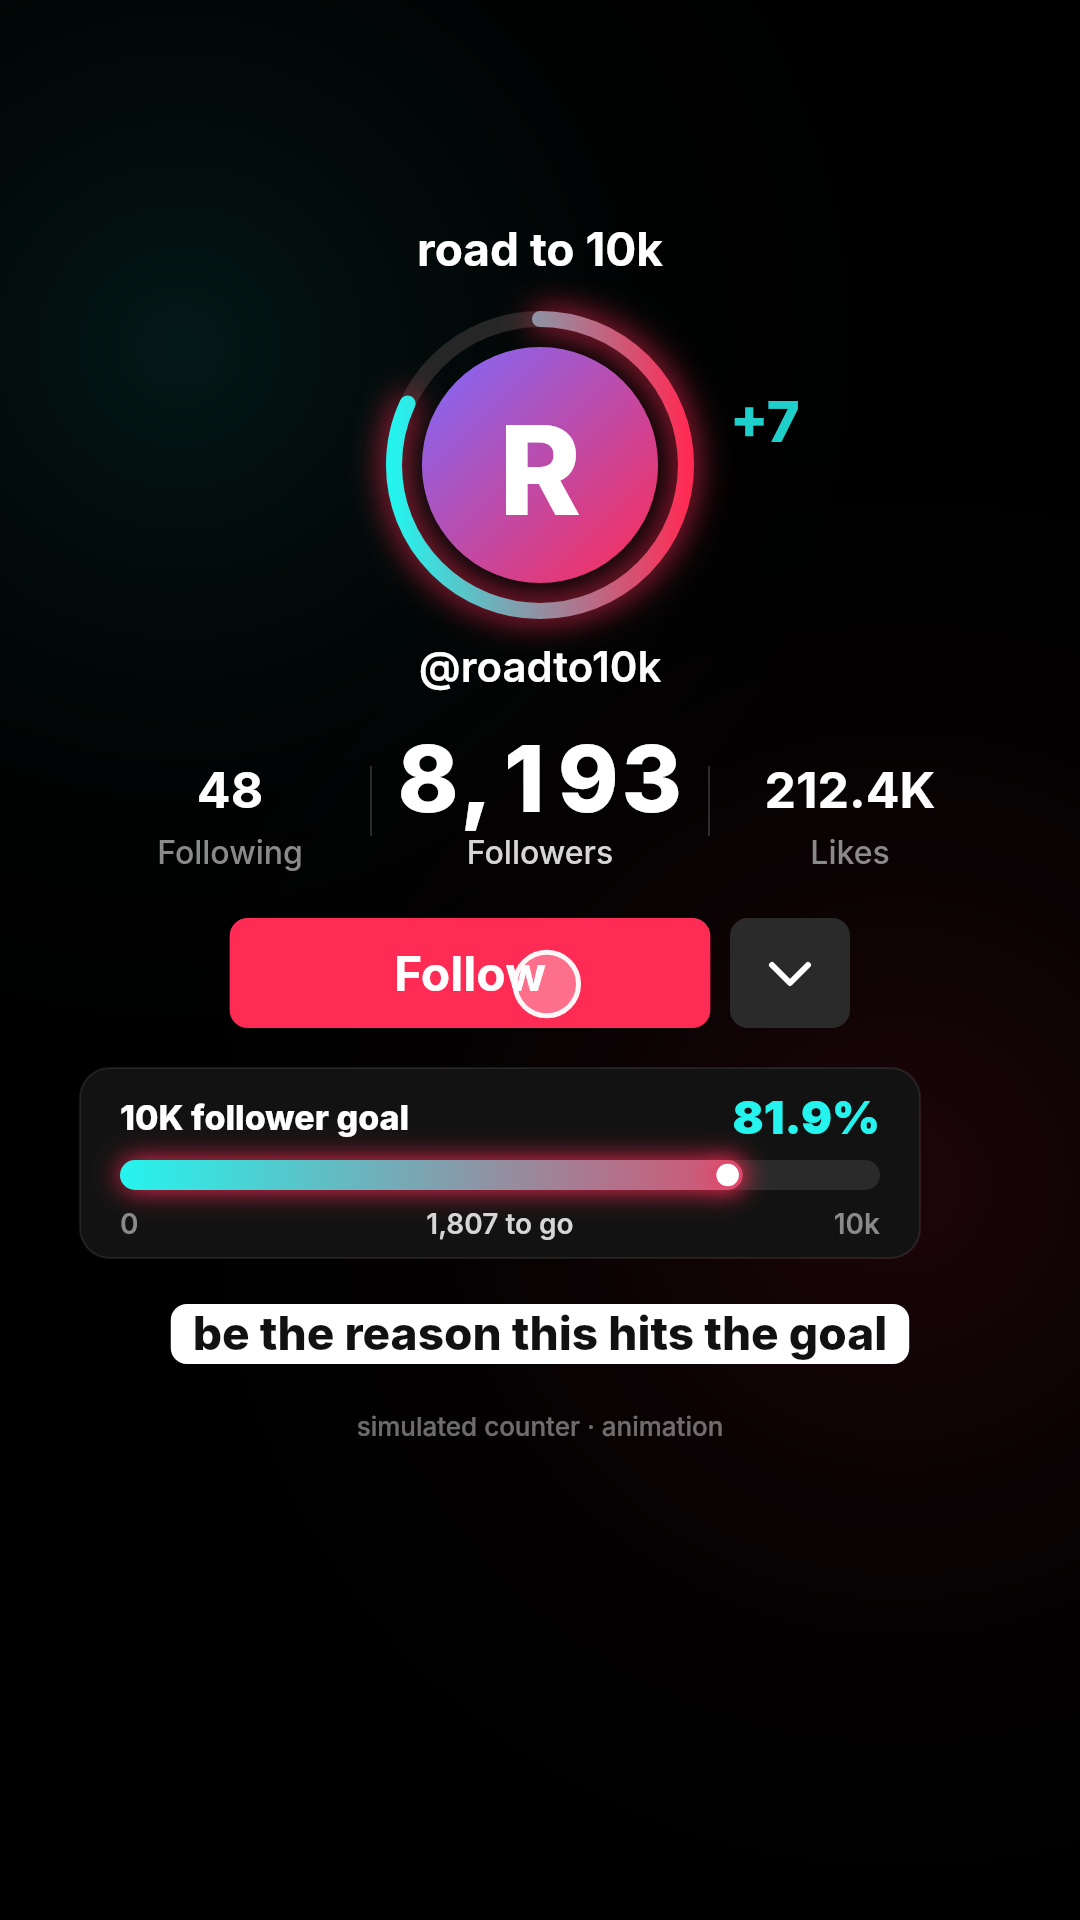 road to 10k
R
+7
@roadto10k
48
Following
8,193
Followers
212.4K
Likes
Follow
10K follower goal
81.9%
0
1,807 to go
10k
be the reason this hits the goal
simulated counter · animation